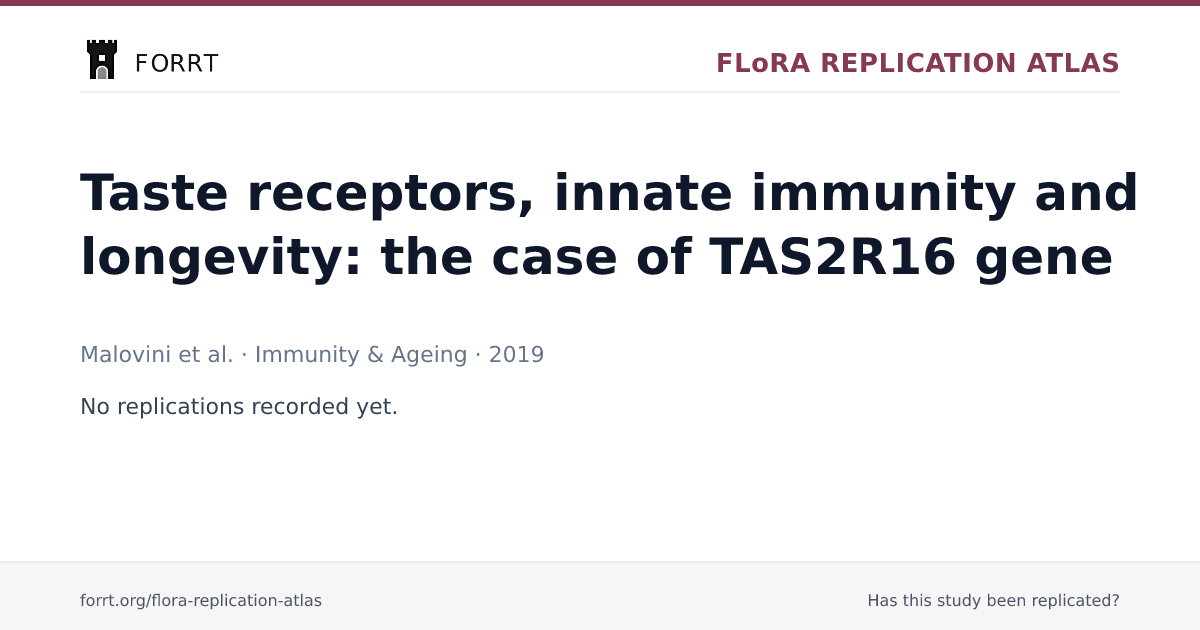 FORRT
FLoRA REPLICATION ATLAS
Taste receptors, innate immunity and
longevity: the case of TAS2R16 gene
Malovini et al. · Immunity & Ageing · 2019
No replications recorded yet.
forrt.org/flora-replication-atlas
Has this study been replicated?